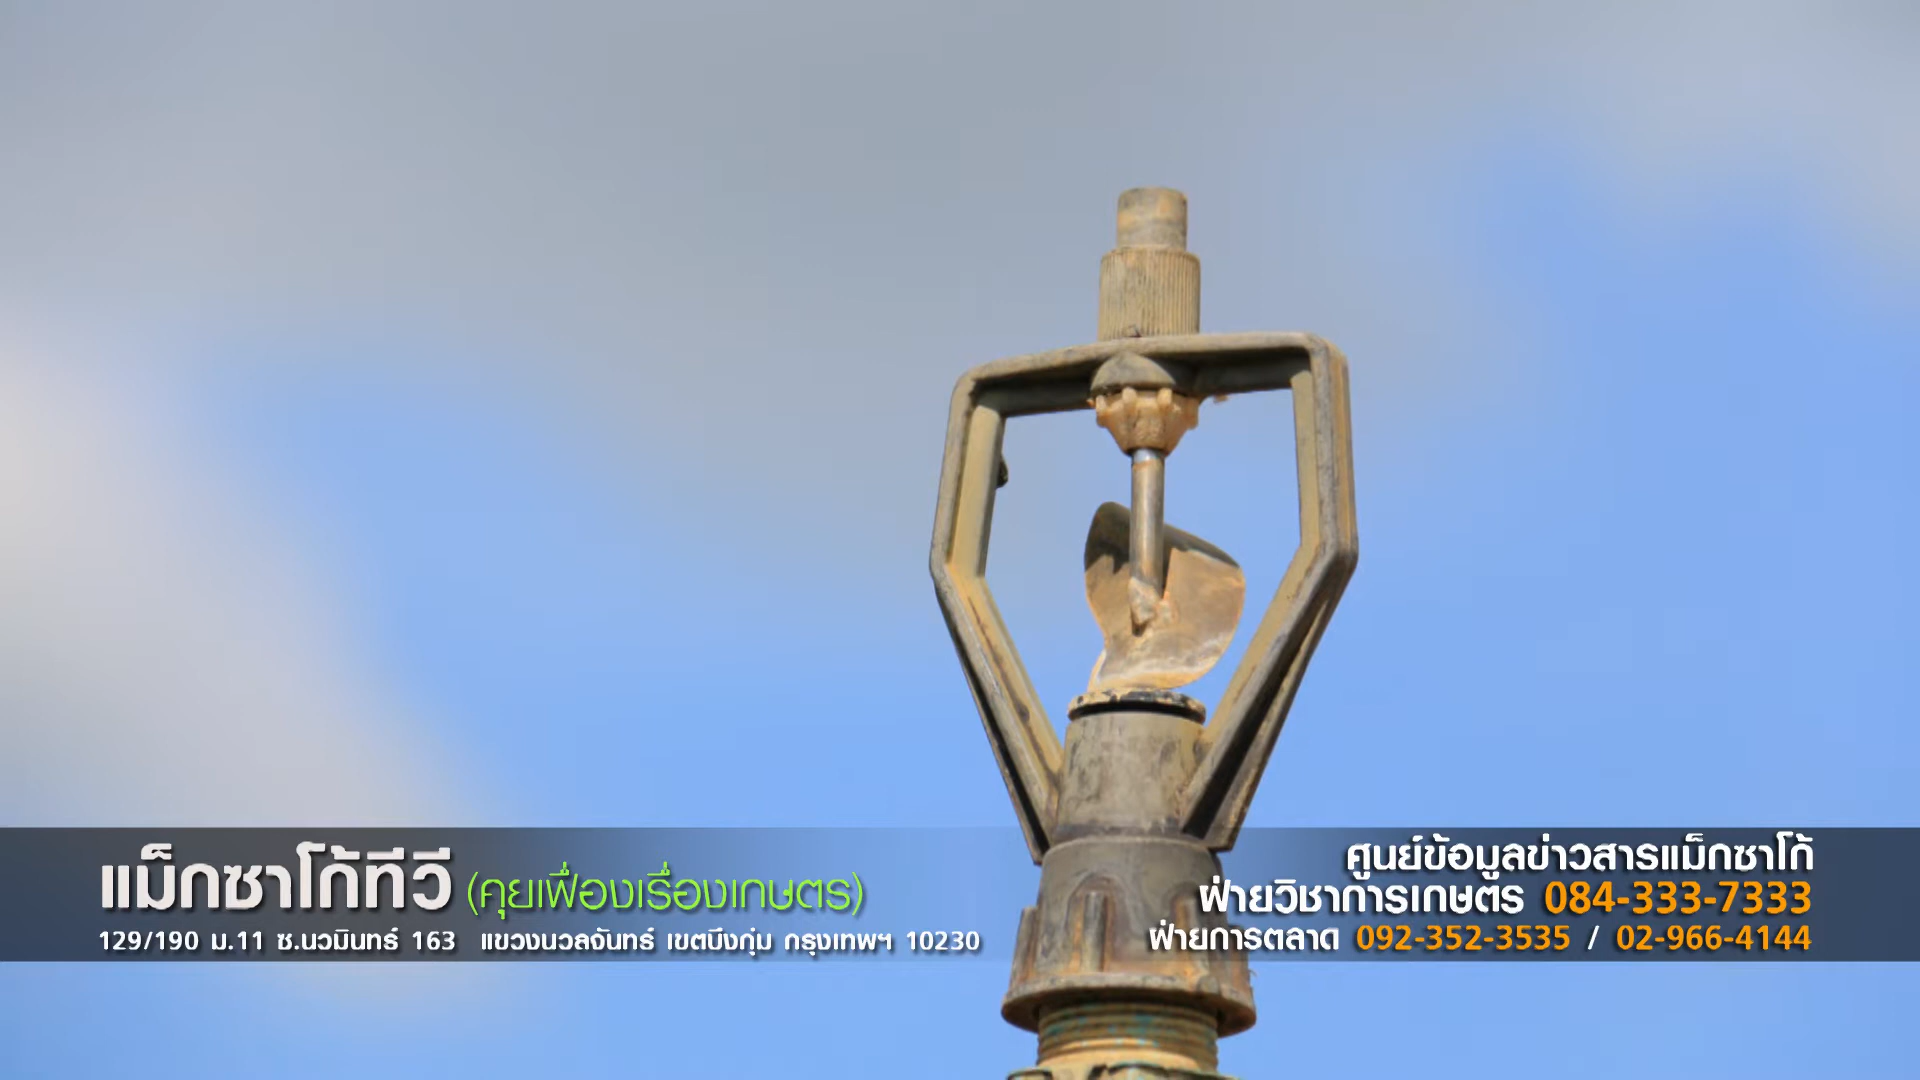 แม็กซาโก้ทีวี (คุยเฟื่องเรื่องเกษตร)
129/190 ม.11 ซ.นวมินทร์ 163 แขวงนวลจันทร์ เขตบึงกุ่ม กรุงเทพฯ 10230
ศูนย์ข้อมูลข่าวสารแม็กซาโก้
ฝ่ายวิชาการเกษตร 084-333-7333
ฝ่ายการตลาด 092-352-3535 / 02-966-4144